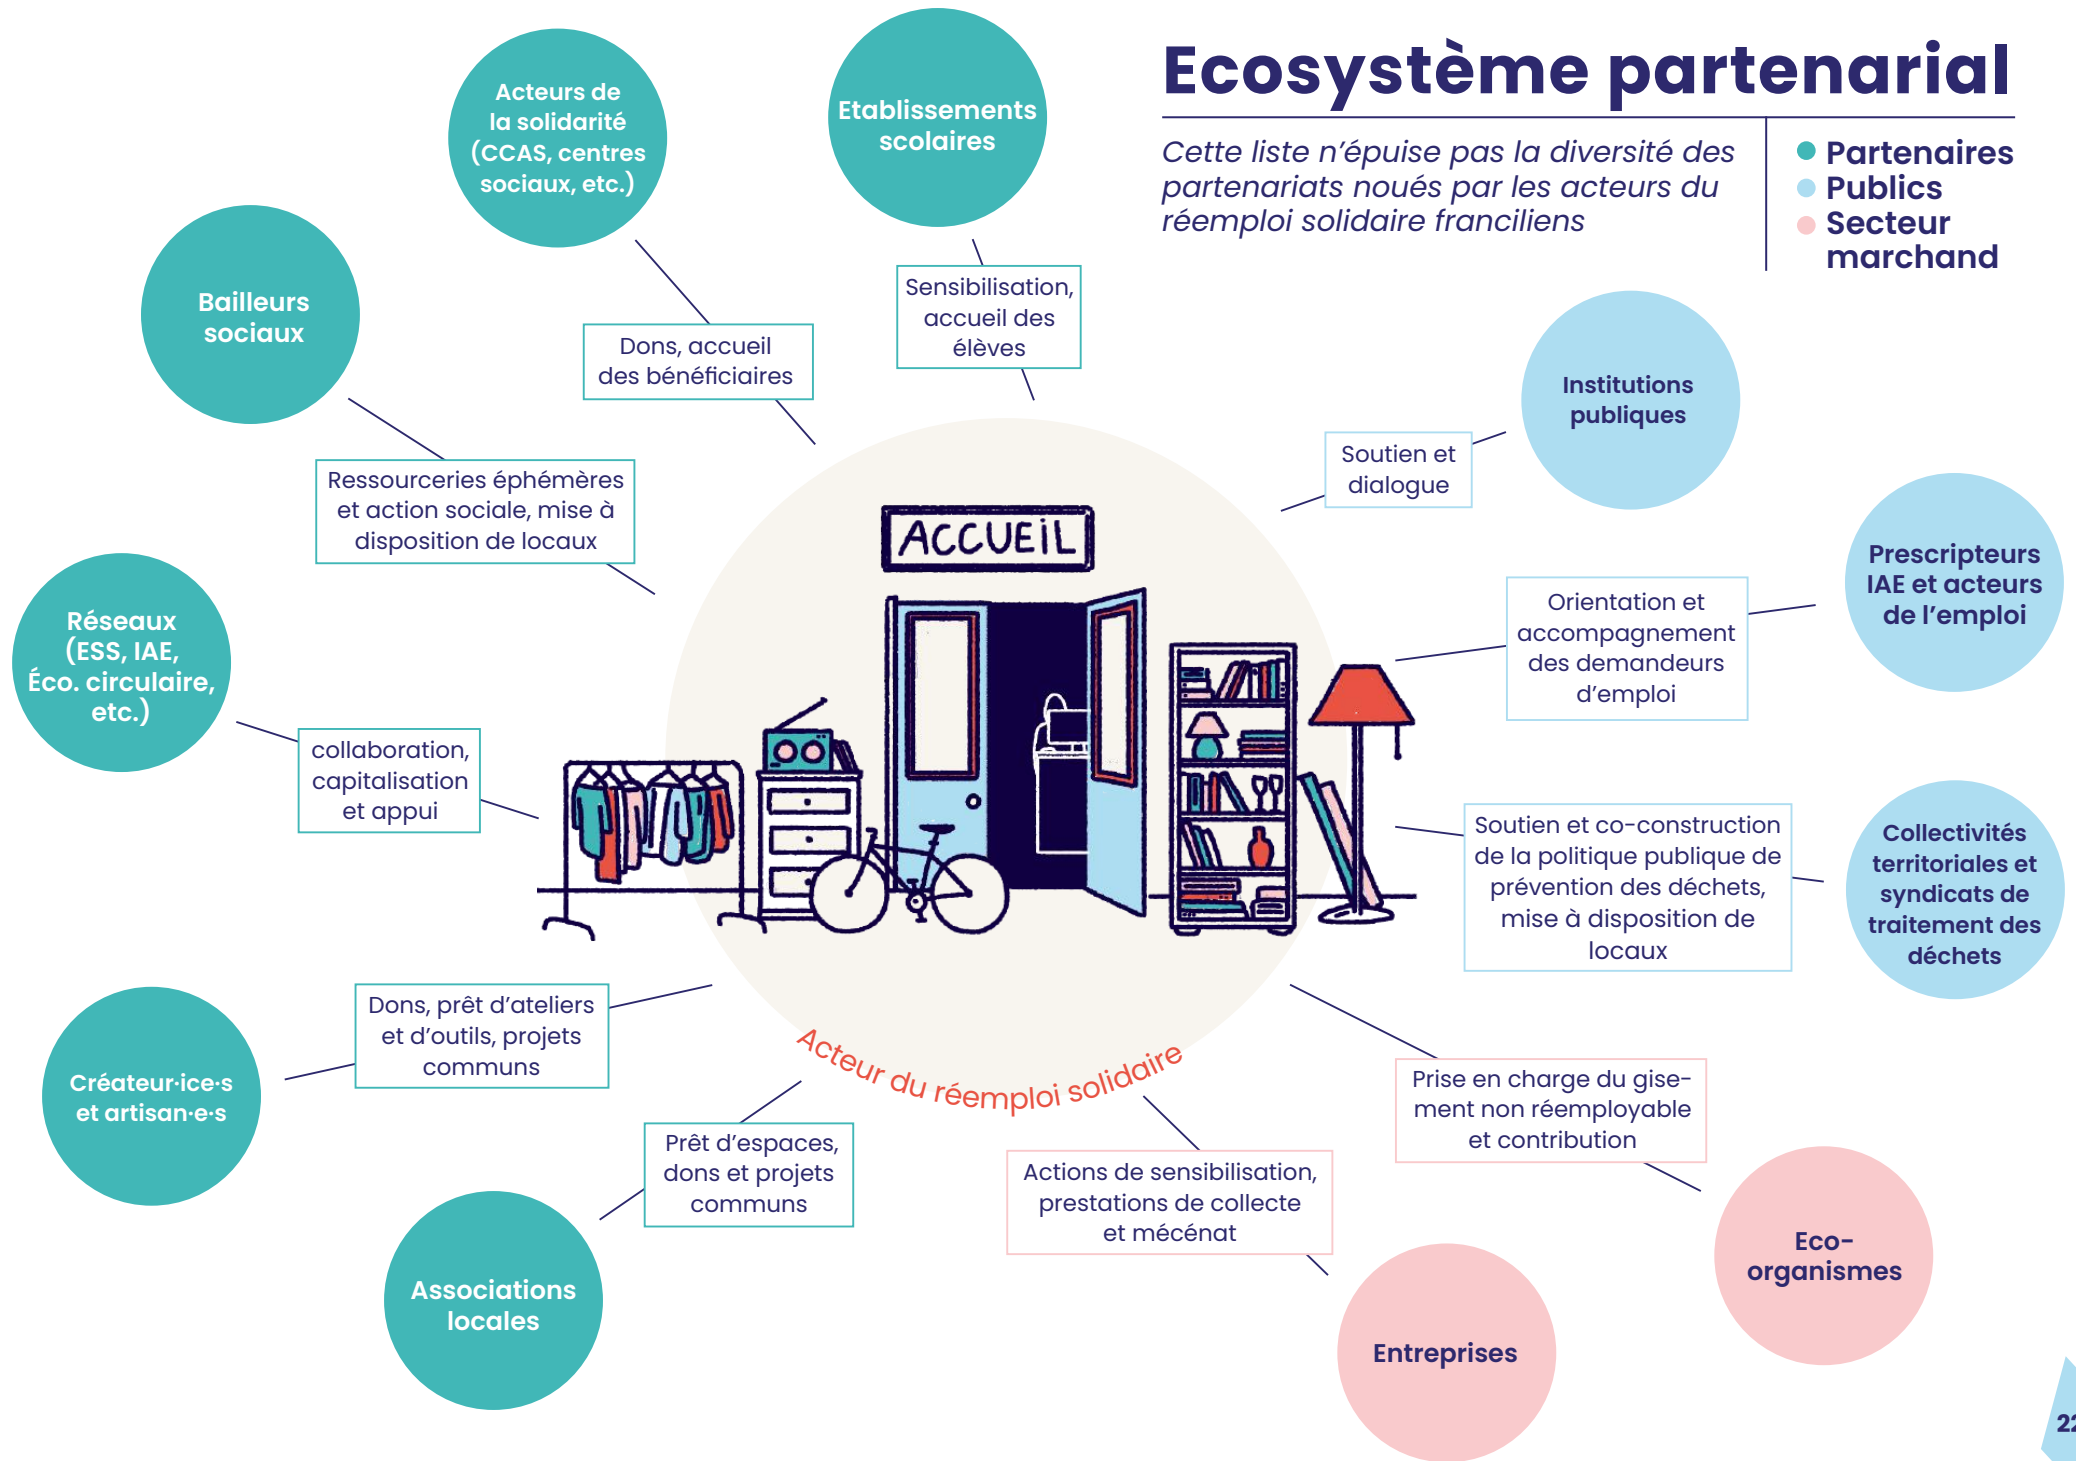 Ecosystème partenarial
Cette liste n'épuise pas la diversité des
partenariats noués par les acteurs du
réemploi solidaire franciliens
Partenaires
Publics
Secteur
marchand
Etablissements
scolaires
Sensibilisation,
accueil des
élèves
Acteurs de
la solidarité
(CCAS, centres
sociaux, etc.)
Dons, accueil
des bénéficiaires
Bailleurs
sociaux
Ressourceries éphémères
et action sociale, mise à
disposition de locaux
Réseaux
(ESS, IAE,
Éco. circulaire,
etc.)
collaboration,
capitalisation
et appui
Créateur·ice·s
et artisan·e·s
Dons, prêt d'ateliers
et d'outils, projets
communs
Associations
locales
Prêt d'espaces,
dons et projets
communs
ACCUEIL
Acteur du réemploi solidaire
Institutions
publiques
Soutien et
dialogue
Prescripteurs
IAE et acteurs
de l'emploi
Orientation et
accompagnement
des demandeurs
d'emploi
Collectivités
territoriales et
syndicats de
traitement des
déchets
Soutien et co-construction
de la politique publique de
prévention des déchets,
mise à disposition de
locaux
Prise en charge du gise-
ment non réemployable
et contribution
Eco-
organismes
Actions de sensibilisation,
prestations de collecte
et mécénat
Entreprises
22